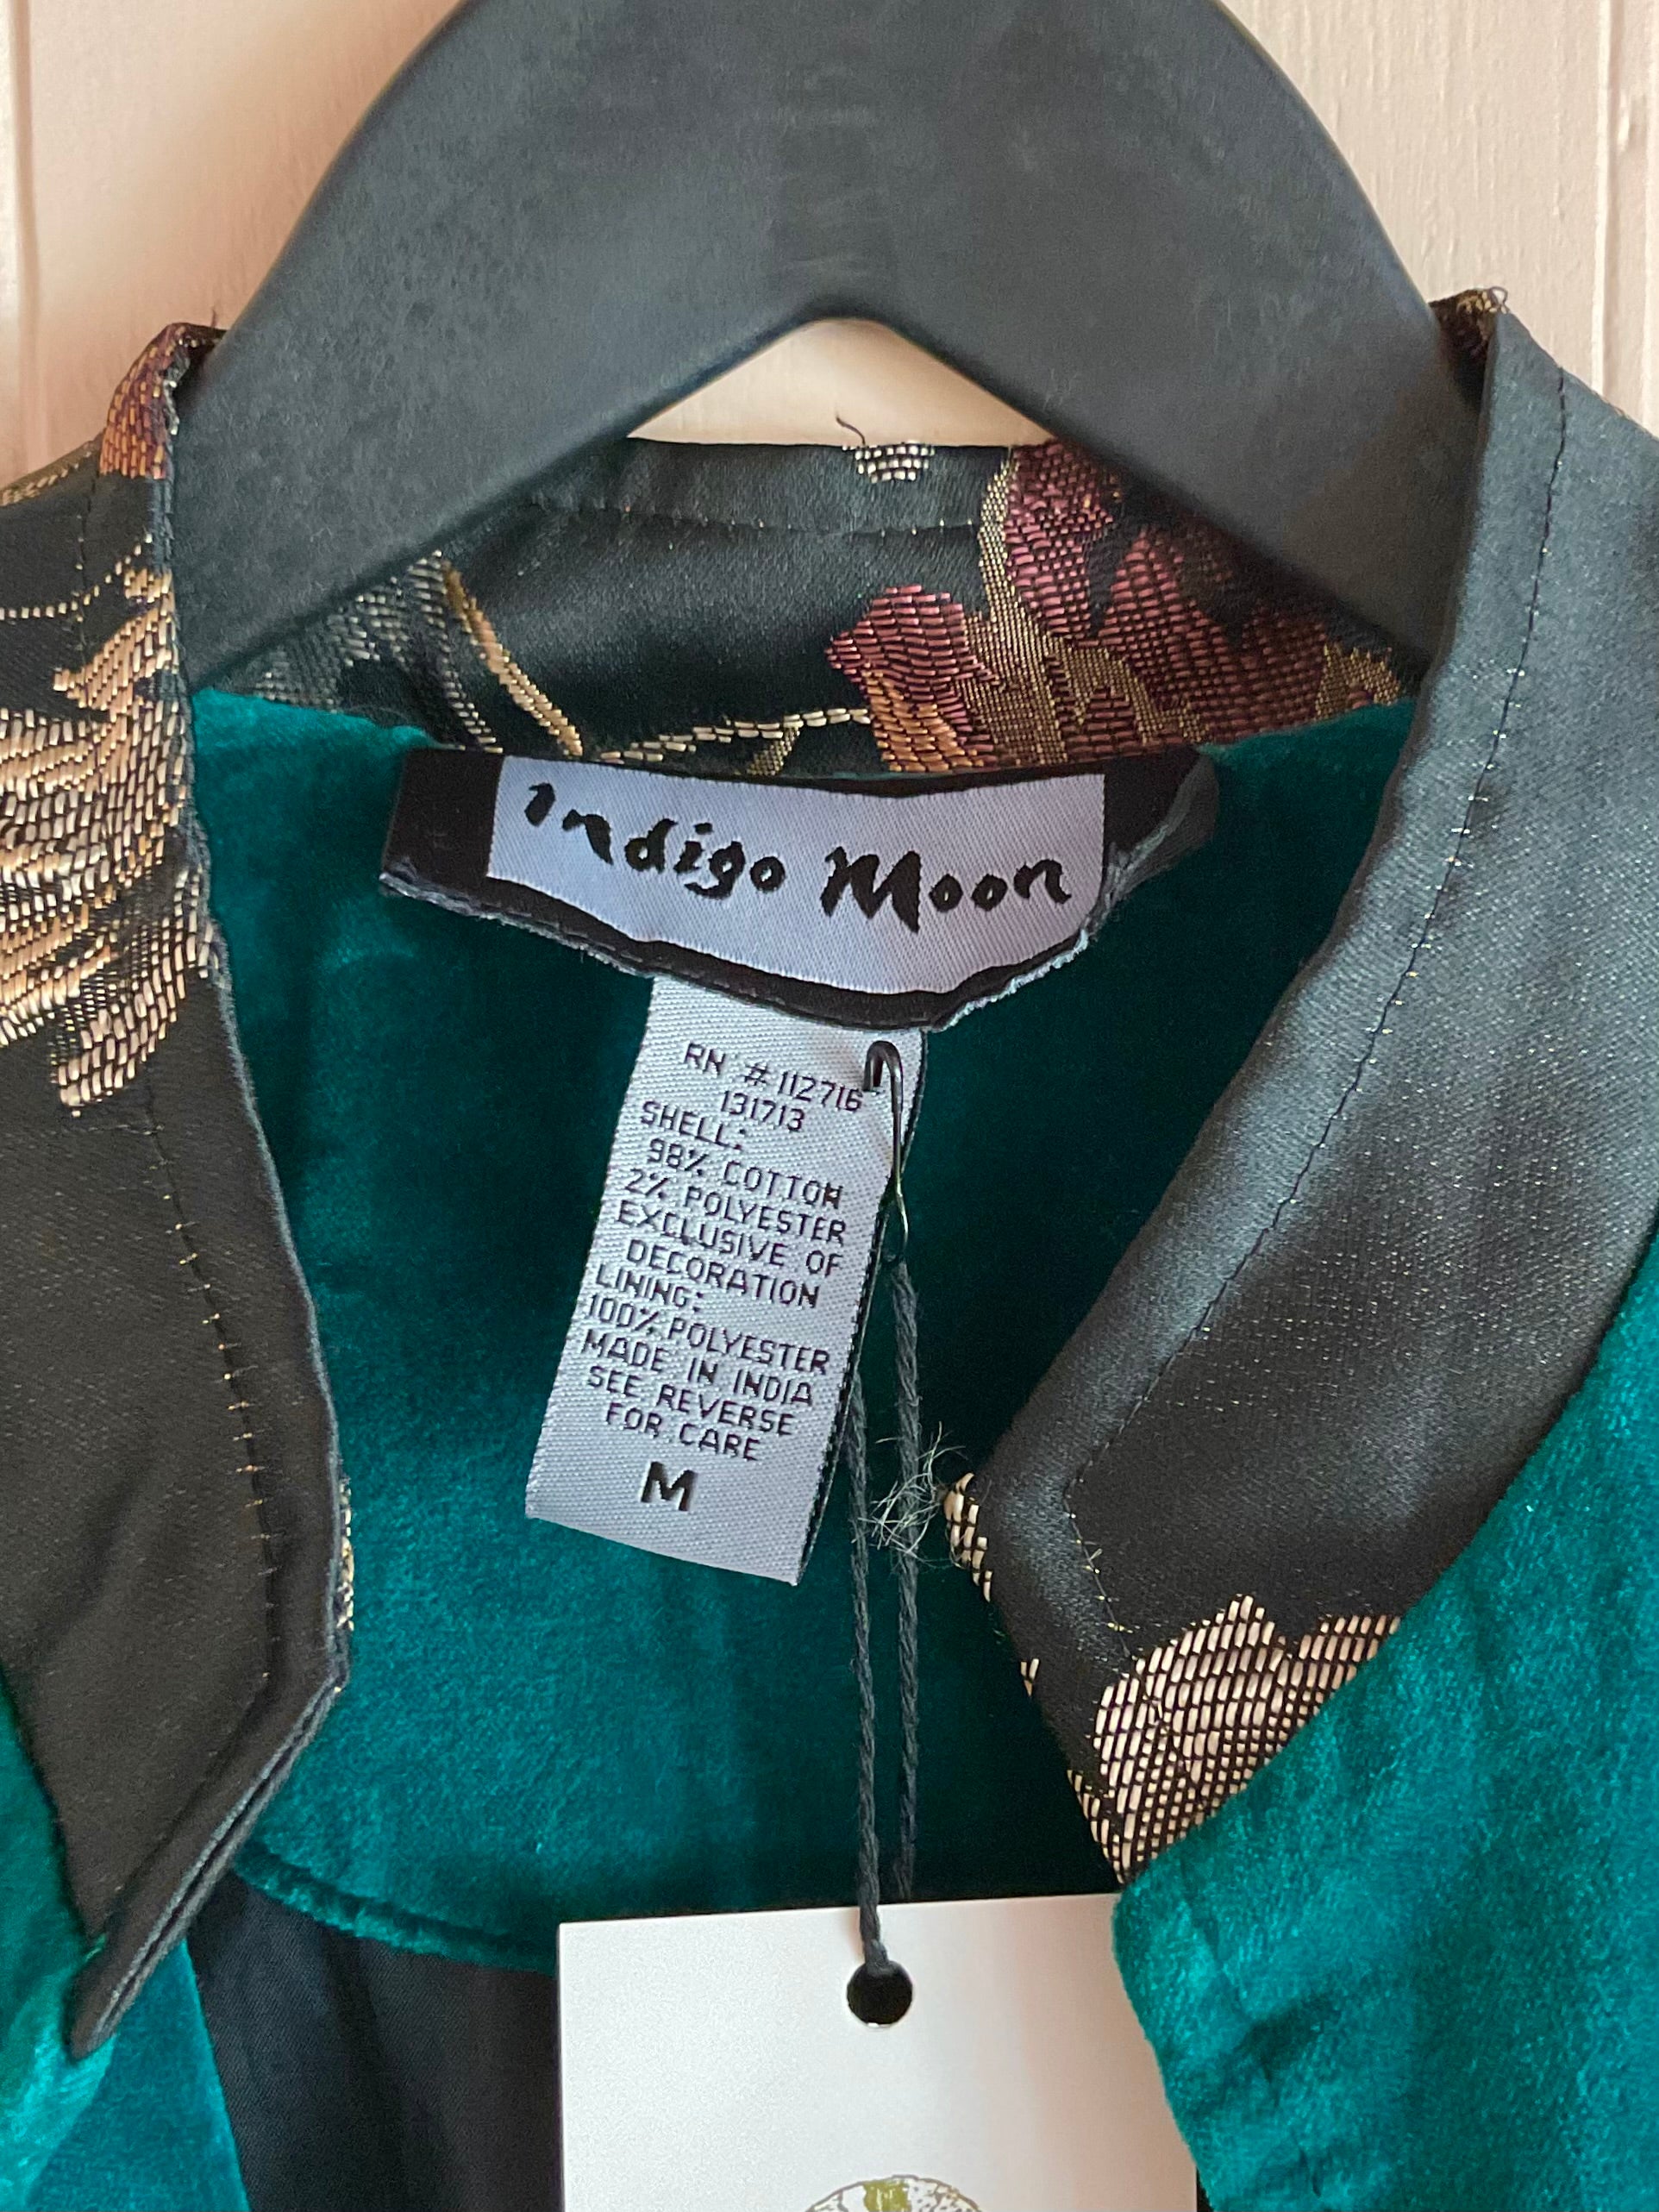 Indigo Moon
RN # 112716
131713
SHELL:
98% COTTON
2% POLYESTER
EXCLUSIVE OF
DECORATION
LINING:
100% POLYESTER
MADE IN INDIA
SEE REVERSE
FOR CARE
M